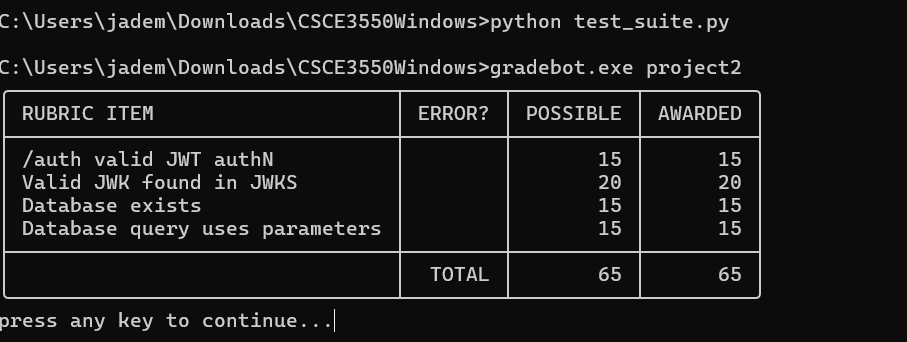 C:\Users\jadem\Downloads\CSCE3550Windows>python test_suite.py
C:\Users\jadem\Downloads\CSCE3550Windows>gradebot.exe project2
RUBRIC ITEM ERROR? POSSIBLE AWARDED
/auth valid JWT authN 15 15
Valid JWK found in JWKS 20 20
Database exists 15 15
Database query uses parameters 15 15
TOTAL 65 65
press any key to continue...